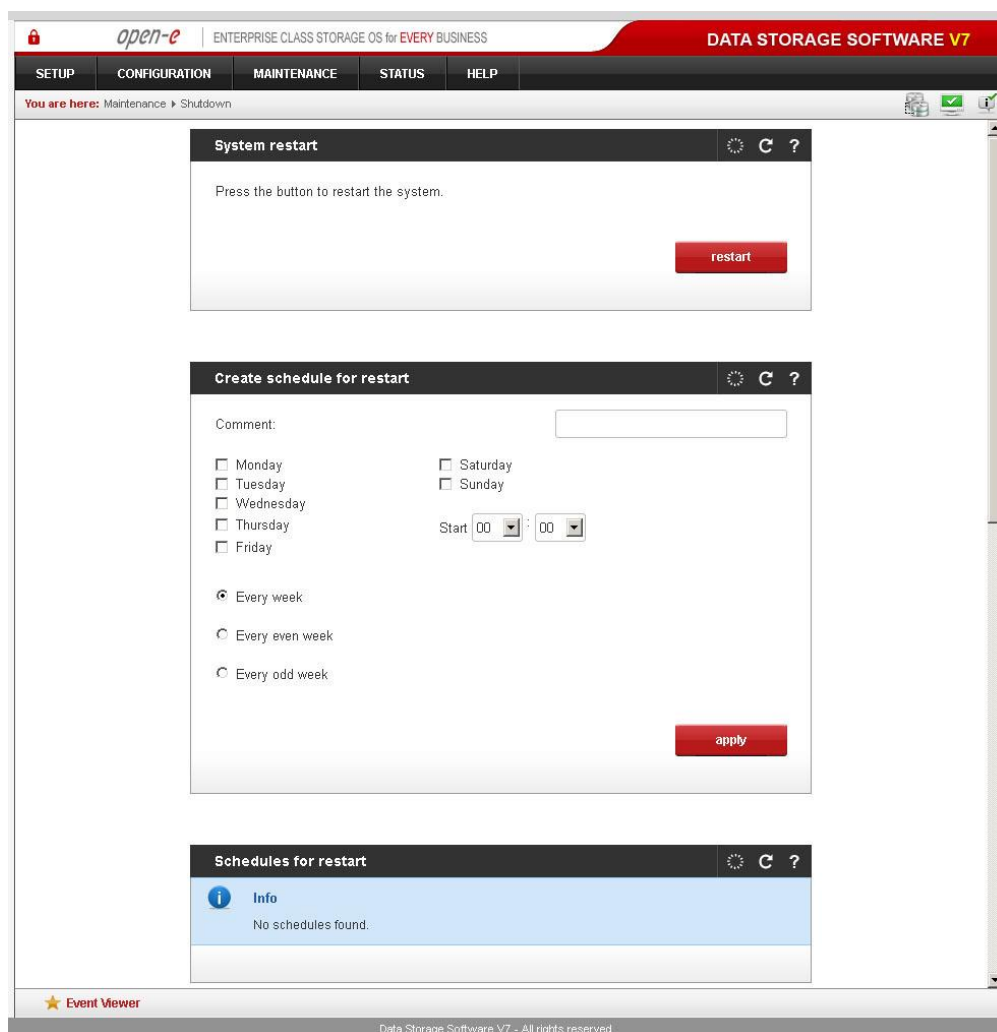 open-e ENTERPRISE CLASS STORAGE OS for EVERY BUSINESS DATA STORAGE SOFTWARE V7
SETUP CONFIGURATION MAINTENANCE STATUS HELP
You are here: Maintenance Shutdown
System restart
Press the button to restart the system.
restart
Create schedule for restart
Comment:
Monday Saturday
Tuesday Sunday
Wednesday
Thursday Start 00 : 00
Friday
Every week
Every even week
Every odd week
apply
Schedules for restart
Info
No schedules found.
Event Viewer
Data Storage Software V7 - All rights reserved